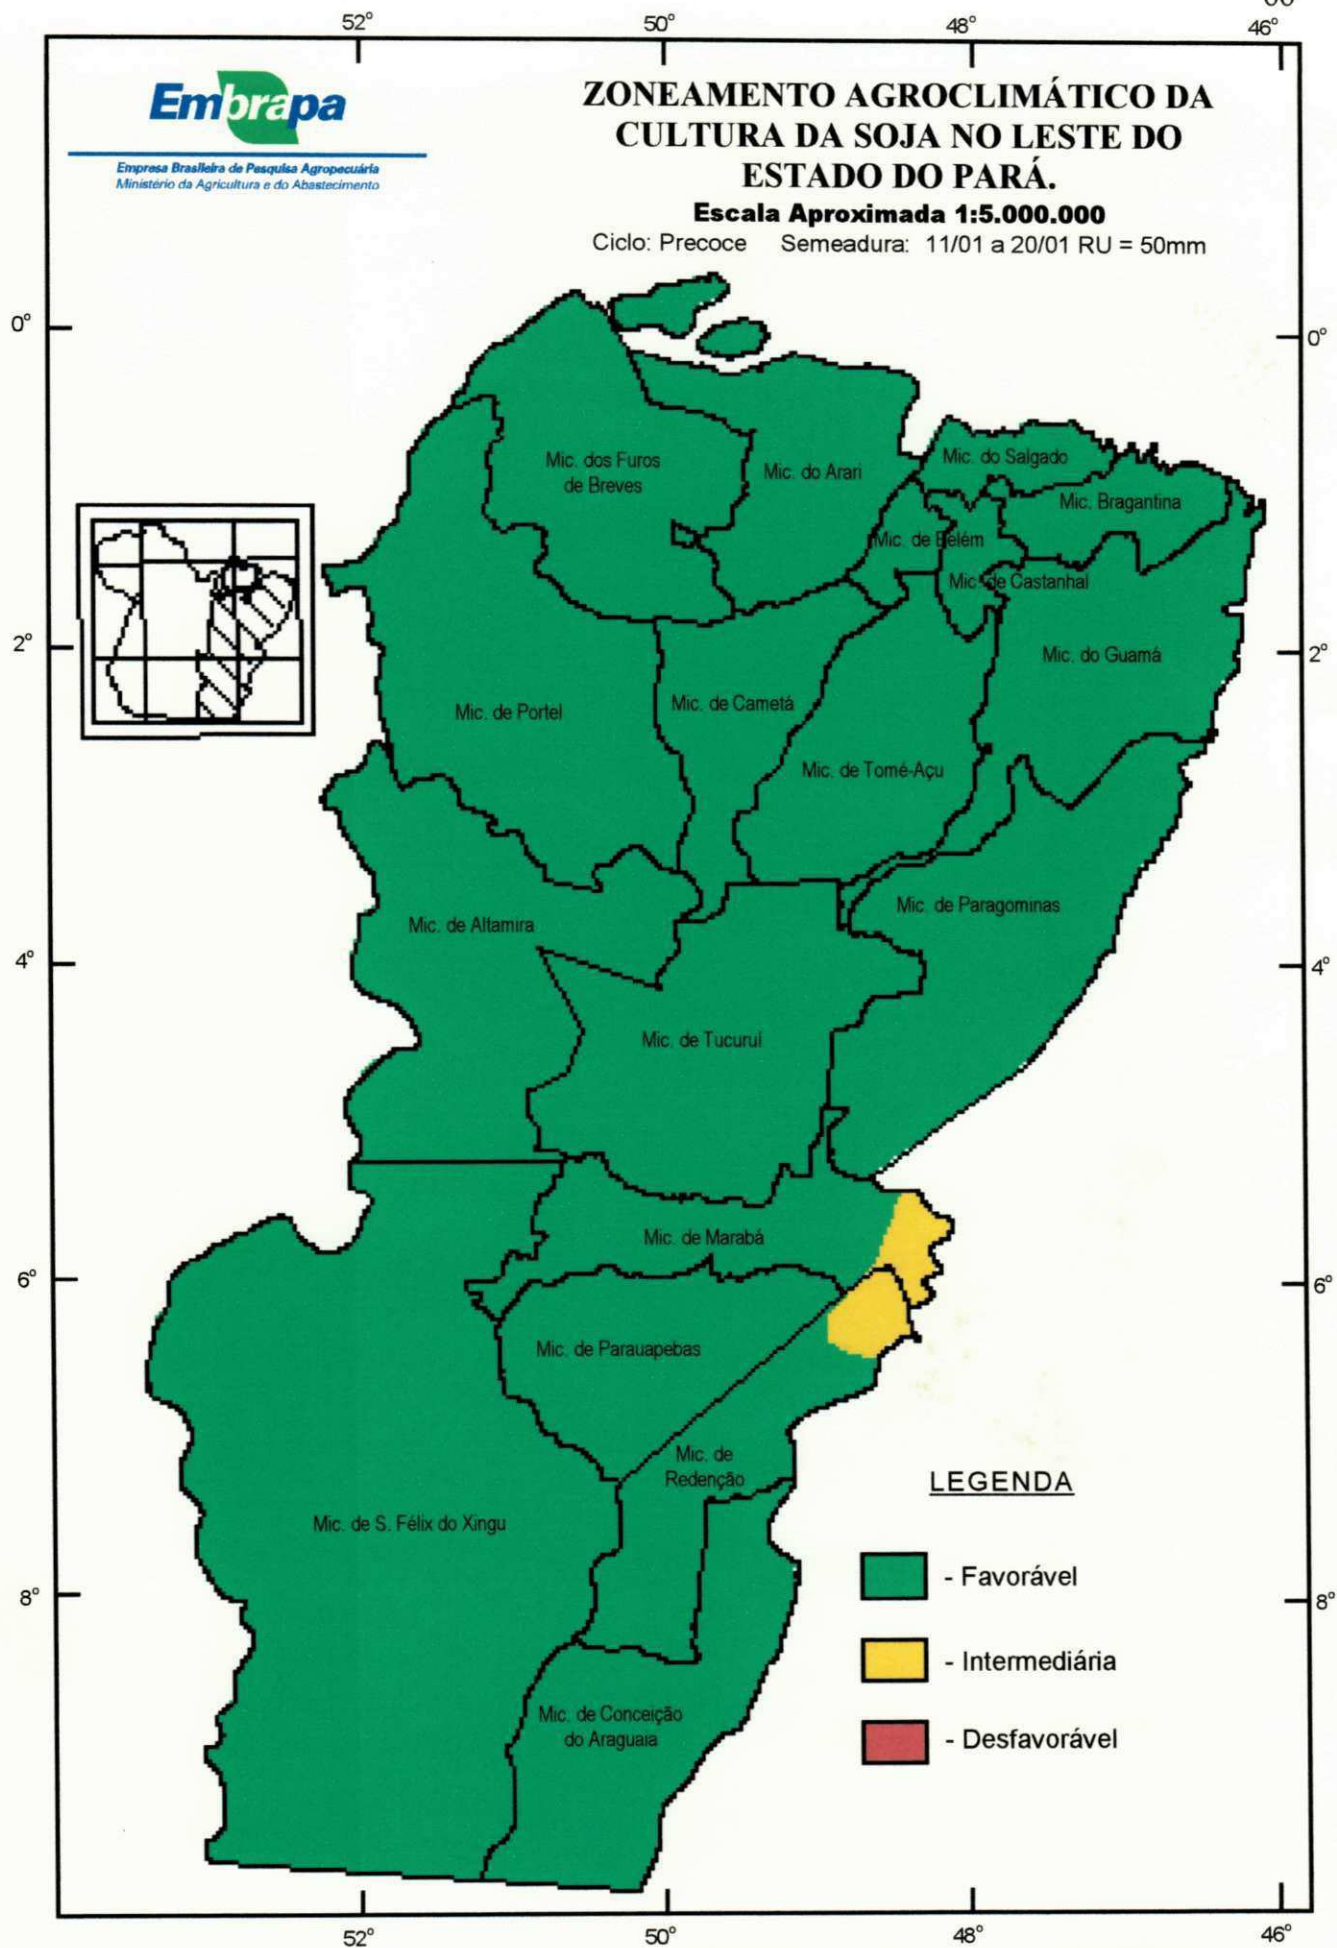 52°
50°
48°
46°
Embrapa
Empresa Brasileira de Pesquisa Agropecuária
Ministério da Agricultura e do Abastecimento
ZONEAMENTO AGROCLIMÁTICO DA
CULTURA DA SOJA NO LESTE DO
ESTADO DO PARÁ.
Escala Aproximada 1:5.000.000
Ciclo: Precoce Semeadura: 11/01 a 20/01 RU = 50mm
0°
0°
Mic. dos Furos
de Breves
Mic. do Arari
Mic. do Salgado
Mic. Bragantina
Mic. de Belém
Mic. de Castanhal
2°
2°
Mic. do Guamá
Mic. de Portel
Mic. de Cametá
Mic. de Tomé-Açu
Mic. de Altamira
Mic. de Paragominas
4°
4°
Mic. de Tucuruí
Mic. de Marabá
6°
6°
Mic. de Parauapebas
Mic. de
Redenção
Mic. de S. Félix do Xingu
LEGENDA
- Favorável
8°
8°
- Intermediária
Mic. de Conceição
do Araguaia
- Desfavorável
52°
50°
48°
46°